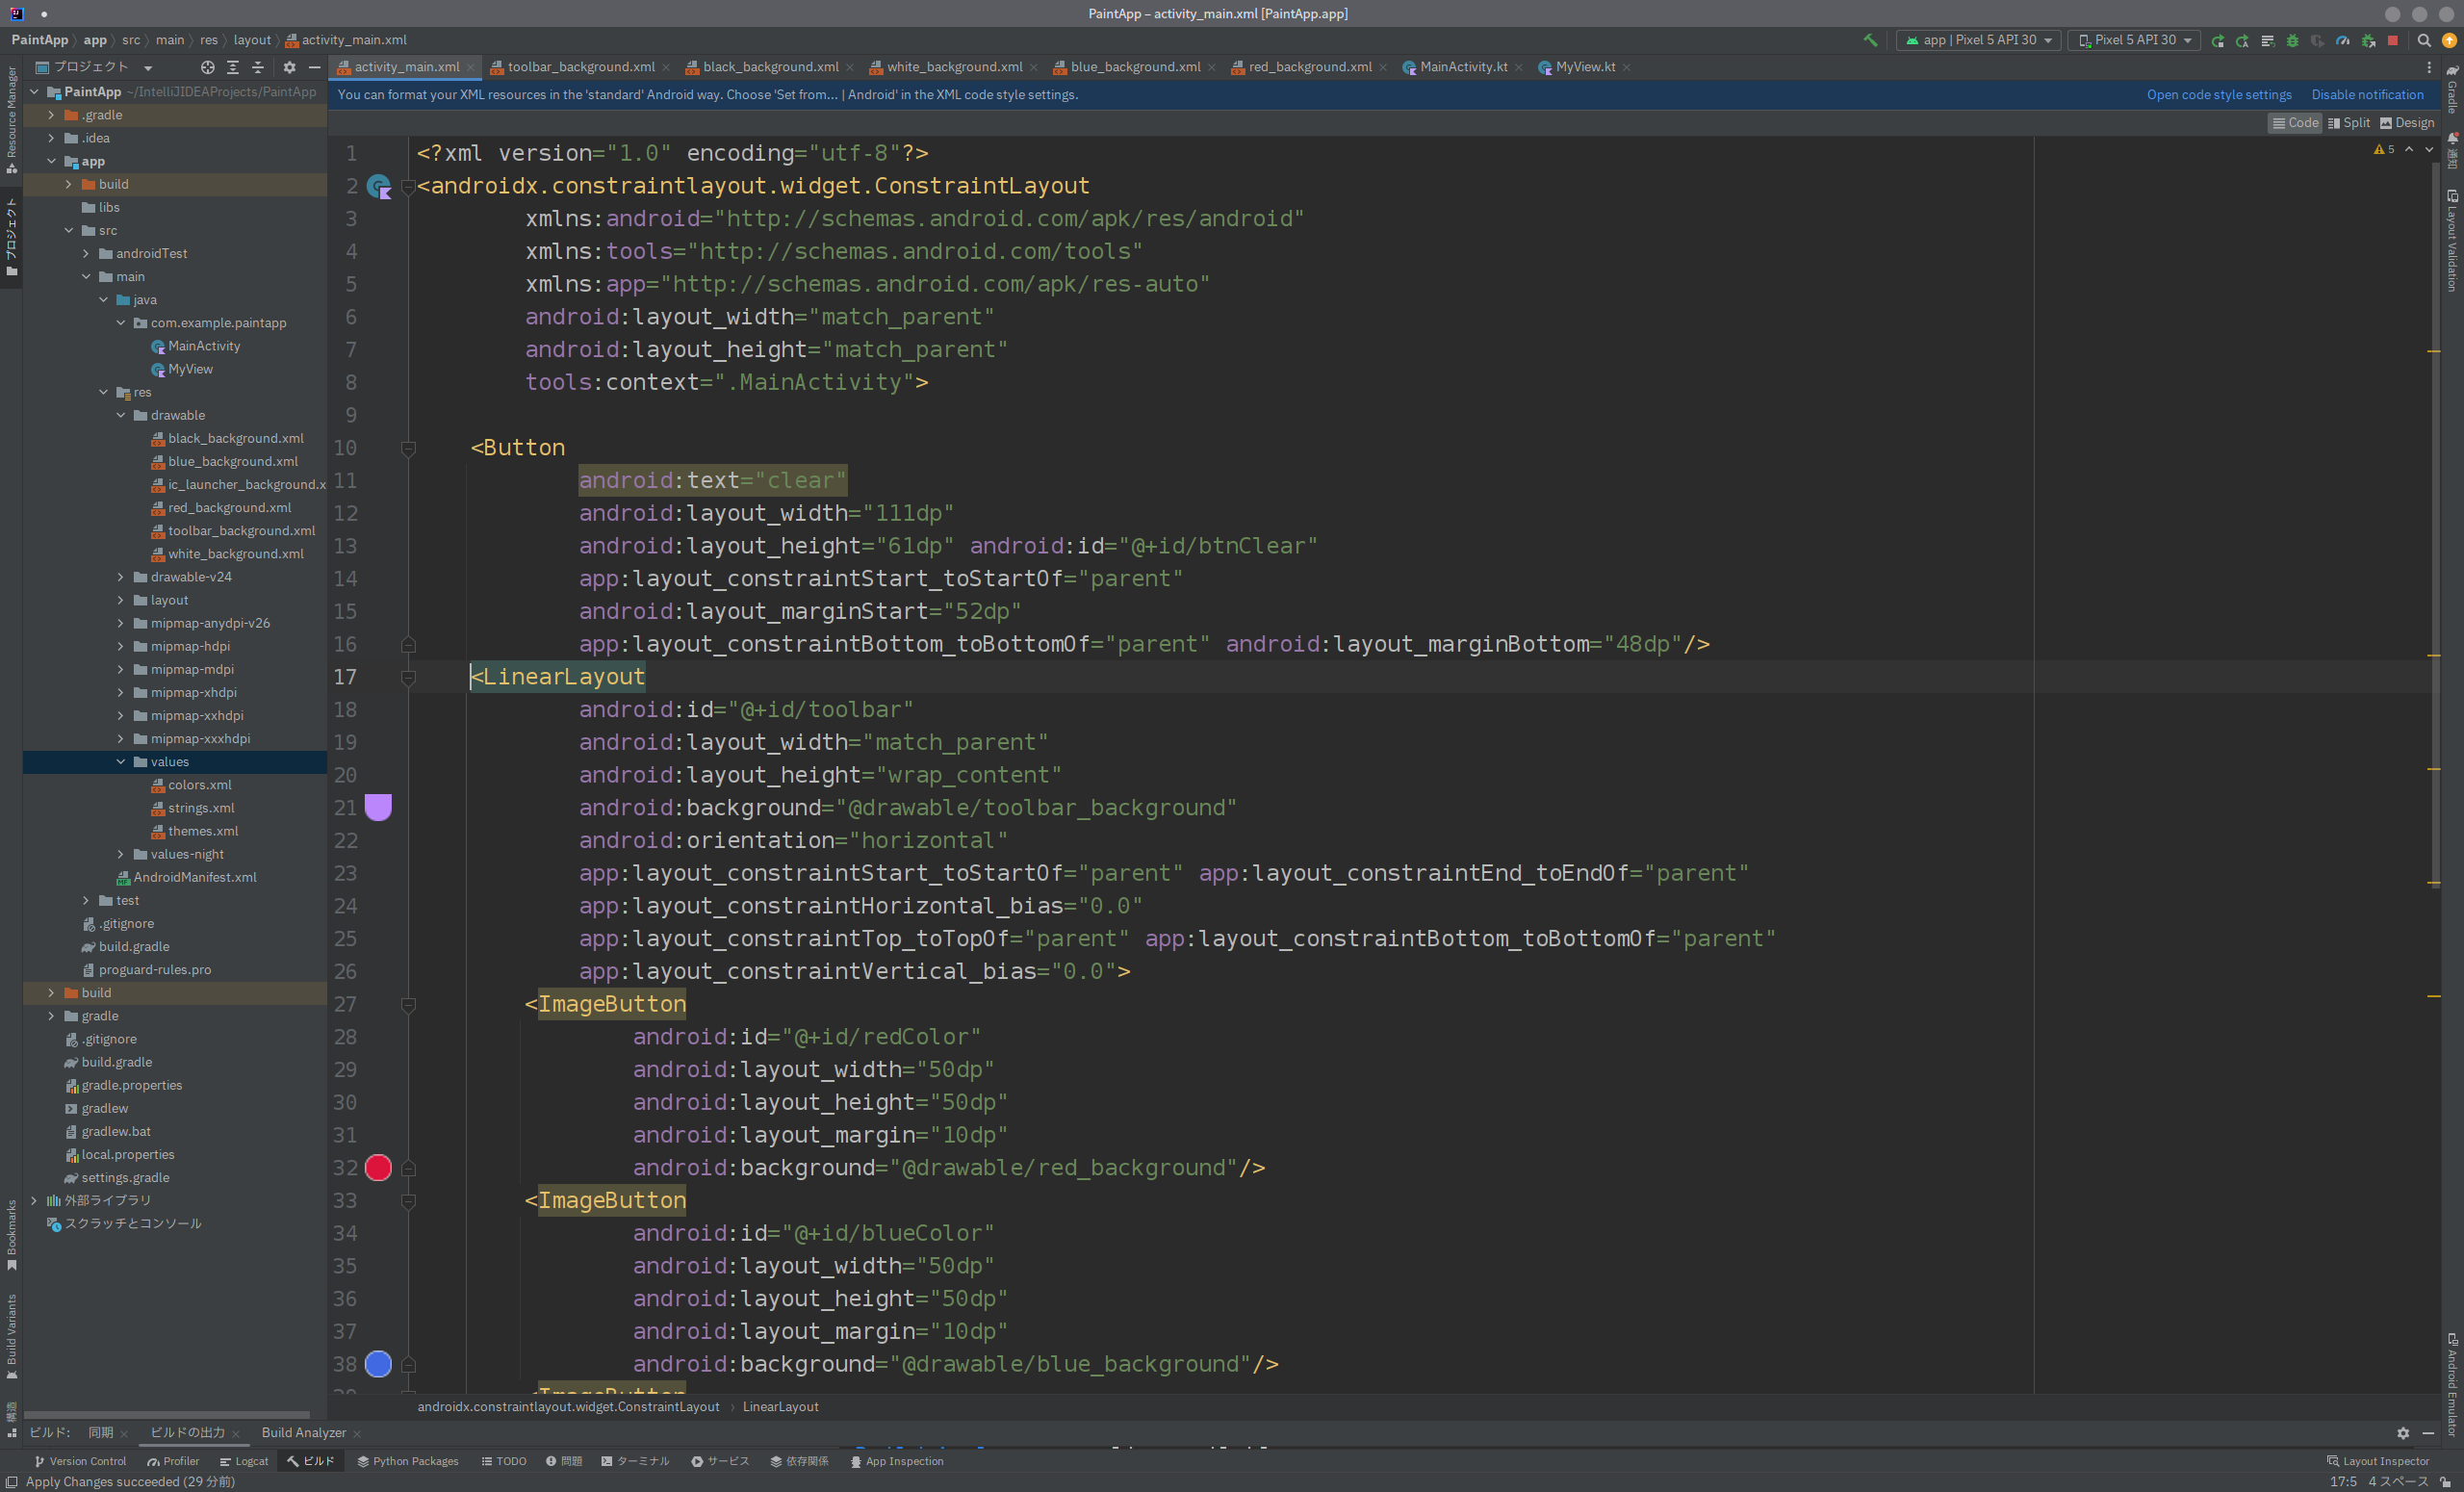 PaintApp – activity_main.xml [PaintApp.app]
PaintApp app src main res layout activity_main.xml
app | Pixel 5 API 30 Pixel 5 API 30
プロジェクト
activity_main.xml toolbar_background.xml black_background.xml white_background.xml blue_background.xml red_background.xml MainActivity.kt MyView.kt
PaintApp ~/IntelliJIDEAProjects/PaintApp
.gradle
.idea
app
build
libs
src
androidTest
main
java
com.example.paintapp
MainActivity
MyView
res
drawable
black_background.xml
blue_background.xml
ic_launcher_background.x
red_background.xml
toolbar_background.xml
white_background.xml
drawable-v24
layout
mipmap-anydpi-v26
mipmap-hdpi
mipmap-mdpi
mipmap-xhdpi
mipmap-xxhdpi
mipmap-xxxhdpi
values
colors.xml
strings.xml
themes.xml
values-night
AndroidManifest.xml
test
.gitignore
build.gradle
proguard-rules.pro
build
gradle
.gitignore
build.gradle
gradle.properties
gradlew
gradlew.bat
local.properties
settings.gradle
外部ライブラリ
スクラッチとコンソール
Resource Manager
プロジェクト
Bookmarks
Build Variants
構造
You can format your XML resources in the 'standard' Android way. Choose 'Set from... | Android' in the XML code style settings.
Open code style settings Disable notification
Code Split Design
5
1 <?xml version="1.0" encoding="utf-8"?>
2 <androidx.constraintlayout.widget.ConstraintLayout
3 xmlns:android="http://schemas.android.com/apk/res/android"
4 xmlns:tools="http://schemas.android.com/tools"
5 xmlns:app="http://schemas.android.com/apk/res-auto"
6 android:layout_width="match_parent"
7 android:layout_height="match_parent"
8 tools:context=".MainActivity">
9
10 <Button
11 android:text="clear"
12 android:layout_width="111dp"
13 android:layout_height="61dp" android:id="@+id/btnClear"
14 app:layout_constraintStart_toStartOf="parent"
15 android:layout_marginStart="52dp"
16 app:layout_constraintBottom_toBottomOf="parent" android:layout_marginBottom="48dp"/>
17 <LinearLayout
18 android:id="@+id/toolbar"
19 android:layout_width="match_parent"
20 android:layout_height="wrap_content"
21 android:background="@drawable/toolbar_background"
22 android:orientation="horizontal"
23 app:layout_constraintStart_toStartOf="parent" app:layout_constraintEnd_toEndOf="parent"
24 app:layout_constraintHorizontal_bias="0.0"
25 app:layout_constraintTop_toTopOf="parent" app:layout_constraintBottom_toBottomOf="parent"
26 app:layout_constraintVertical_bias="0.0">
27 <ImageButton
28 android:id="@+id/redColor"
29 android:layout_width="50dp"
30 android:layout_height="50dp"
31 android:layout_margin="10dp"
32 android:background="@drawable/red_background"/>
33 <ImageButton
34 android:id="@+id/blueColor"
35 android:layout_width="50dp"
36 android:layout_height="50dp"
37 android:layout_margin="10dp"
38 android:background="@drawable/blue_background"/>
39 <ImageButton
androidx.constraintlayout.widget.ConstraintLayout LinearLayout
Gradle
通知
Layout Validation
Android Emulator
ビルド: 同期 ビルドの出力 Build Analyzer
Version Control Profiler Logcat ビルド Python Packages TODO 問題 ターミナル サービス 依存関係 App Inspection Layout Inspector
Apply Changes succeeded (29 分前) 17:5 4 スペース